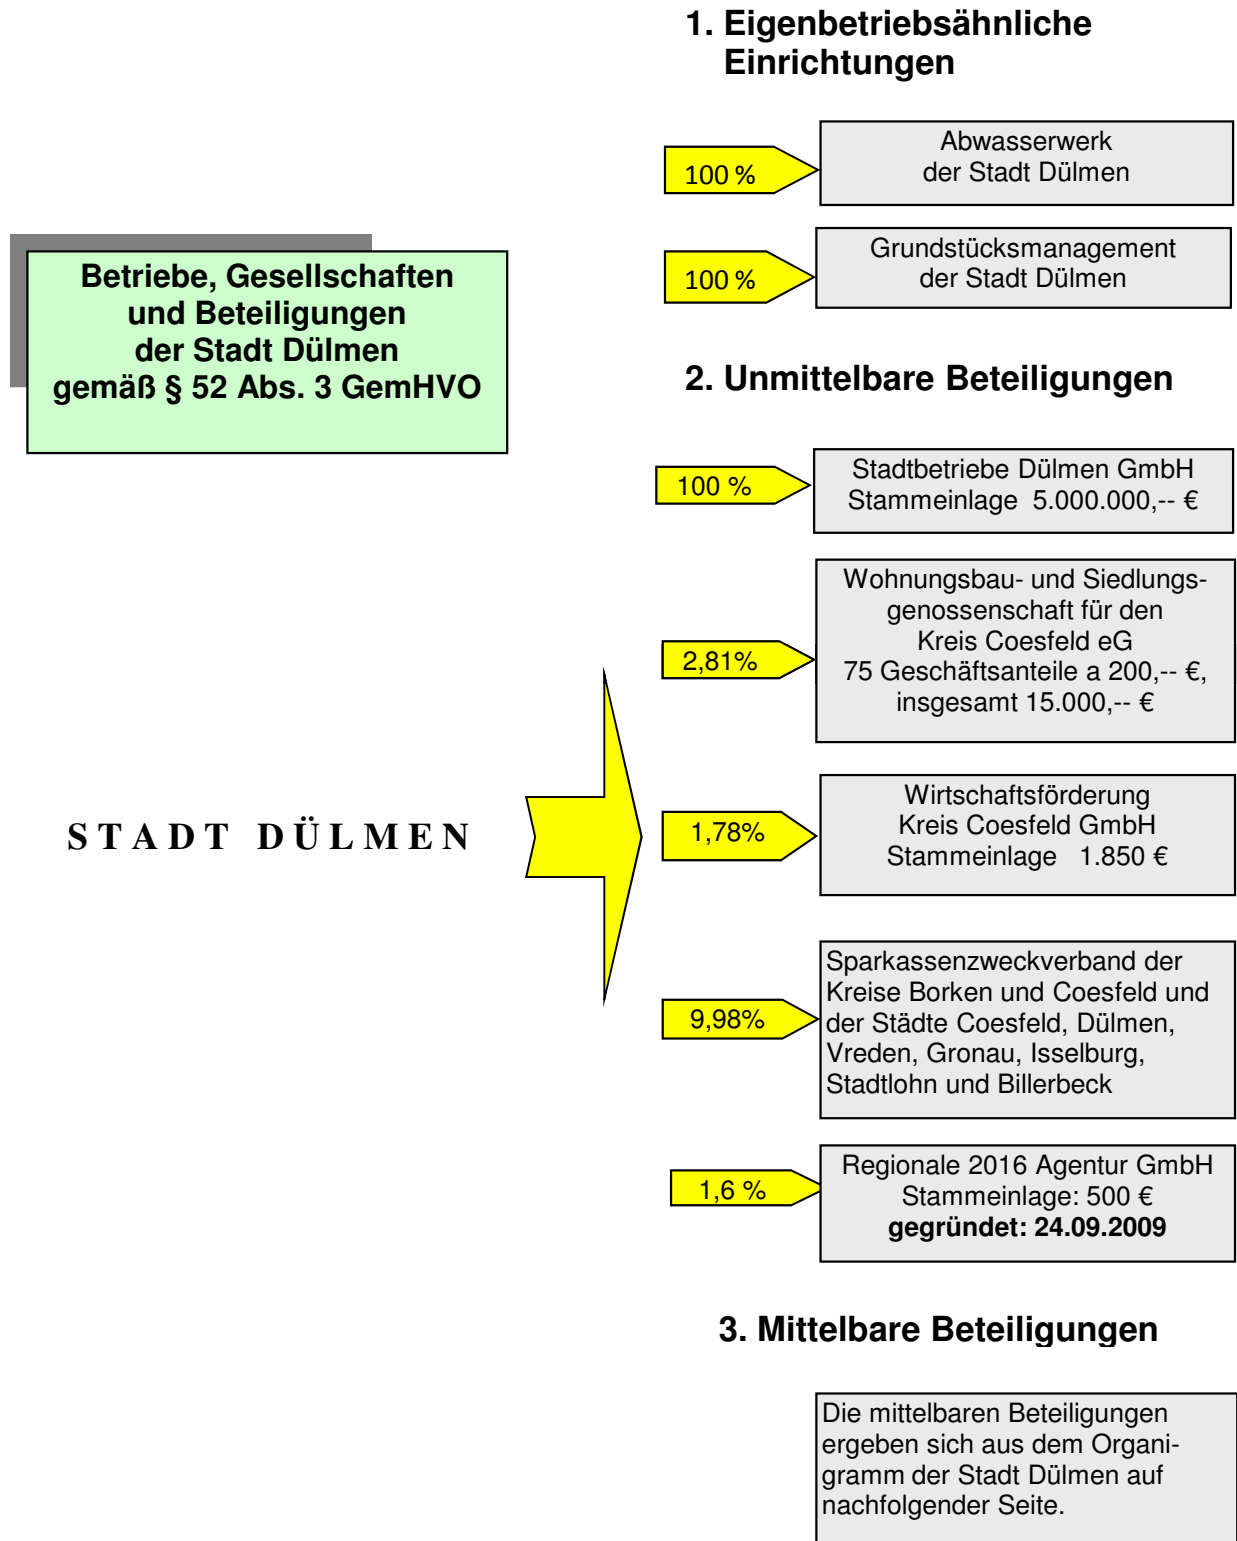 1. Eigenbetriebsähnliche
Einrichtungen
100 %
Abwasserwerk
der Stadt Dülmen
100 %
Grundstücksmanagement
der Stadt Dülmen
Betriebe, Gesellschaften
und Beteiligungen
der Stadt Dülmen
gemäß § 52 Abs. 3 GemHVO
2. Unmittelbare Beteiligungen
100 %
Stadtbetriebe Dülmen GmbH
Stammeinlage 5.000.000,-- €
2,81%
Wohnungsbau- und Siedlungs-
genossenschaft für den
Kreis Coesfeld eG
75 Geschäftsanteile a 200,-- €,
insgesamt 15.000,-- €
STADT DÜLMEN
1,78%
Wirtschaftsförderung
Kreis Coesfeld GmbH
Stammeinlage 1.850 €
9,98%
Sparkassenzweckverband der
Kreise Borken und Coesfeld und
der Städte Coesfeld, Dülmen,
Vreden, Gronau, Isselburg,
Stadtlohn und Billerbeck
1,6 %
Regionale 2016 Agentur GmbH
Stammeinlage: 500 €
gegründet: 24.09.2009
3. Mittelbare Beteiligungen
Die mittelbaren Beteiligungen
ergeben sich aus dem Organi-
gramm der Stadt Dülmen auf
nachfolgender Seite.